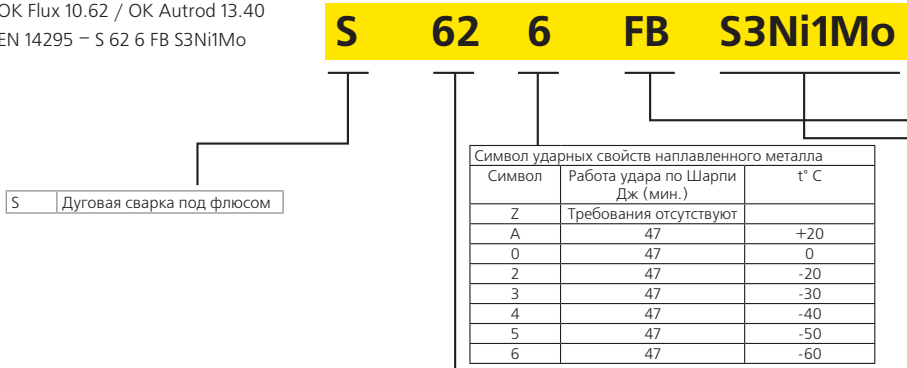 OK Flux 10.62 / OK Autrod 13.40
EN 14295 – S 62 6 FB S3Ni1Mo
S 62 6 FB S3Ni1Mo
S Дуговая сварка под флюсом
Символ ударных свойств наплавленного металла
Символ Работа удара по Шарпи Дж (мин.) t° C
Z Требования отсутствуют
A 47 +20
0 47 0
2 47 -20
3 47 -30
4 47 -40
5 47 -50
6 47 -60